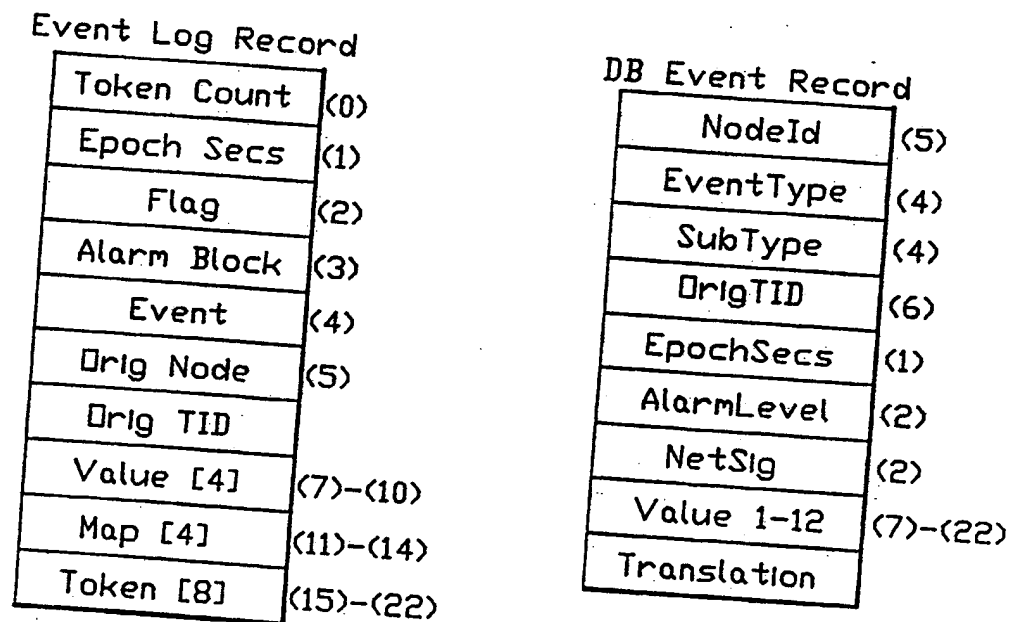 Event Log Record
Token Count (0)
Epoch Secs (1)
Flag (2)
Alarm Block (3)
Event (4)
Orig Node (5)
Orig TID
Value [4] (7)-(10)
Map [4] (11)-(14)
Token [8] (15)-(22)
DB Event Record
NodeId (5)
EventType (4)
SubType (4)
OrigTID (6)
EpochSecs (1)
AlarmLevel (2)
NetSig (2)
Value 1-12 (7)-(22)
Translation